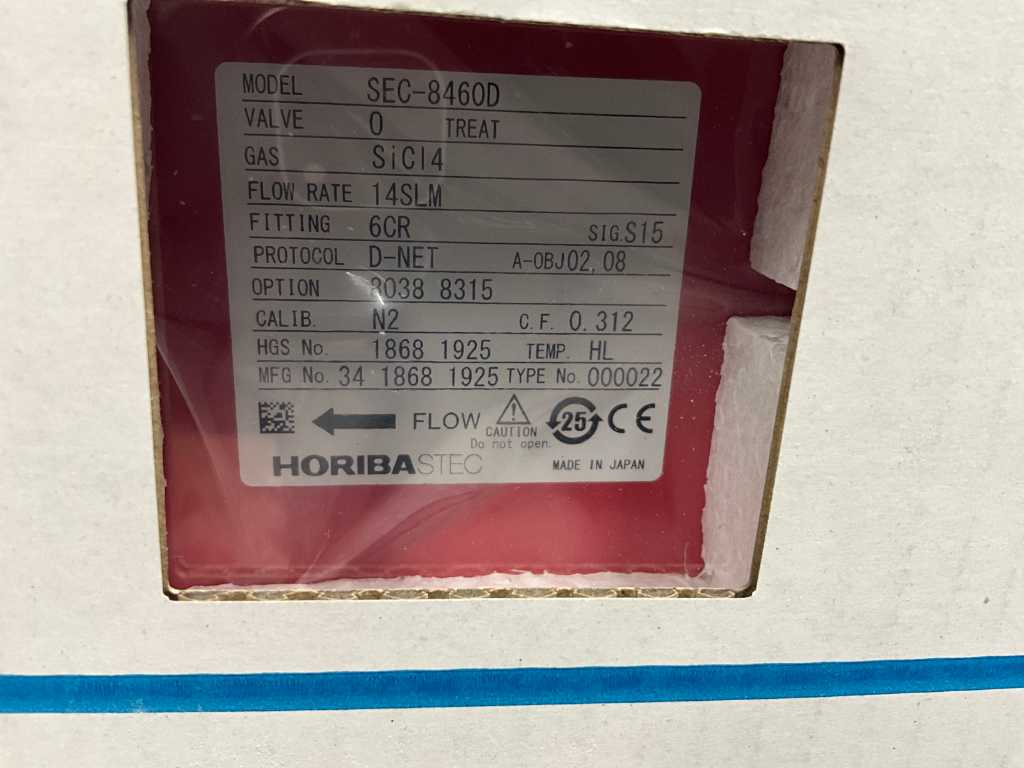 MODEL SEC-8460D
VALVE O TREAT
GAS SiCl4
FLOW RATE 14SLM
FITTING 6CR SIG.S15
PROTOCOL D-NET A-OBJ02,08
OPTION 8038 8315
CALIB. N2 C.F. 0.312
HGS No. 1868 1925 TEMP. HL
MFG No. 34 1868 1925 TYPE No. 000022
FLOW CAUTION 25 CE
Do not open.
HORIBASTEC MADE IN JAPAN